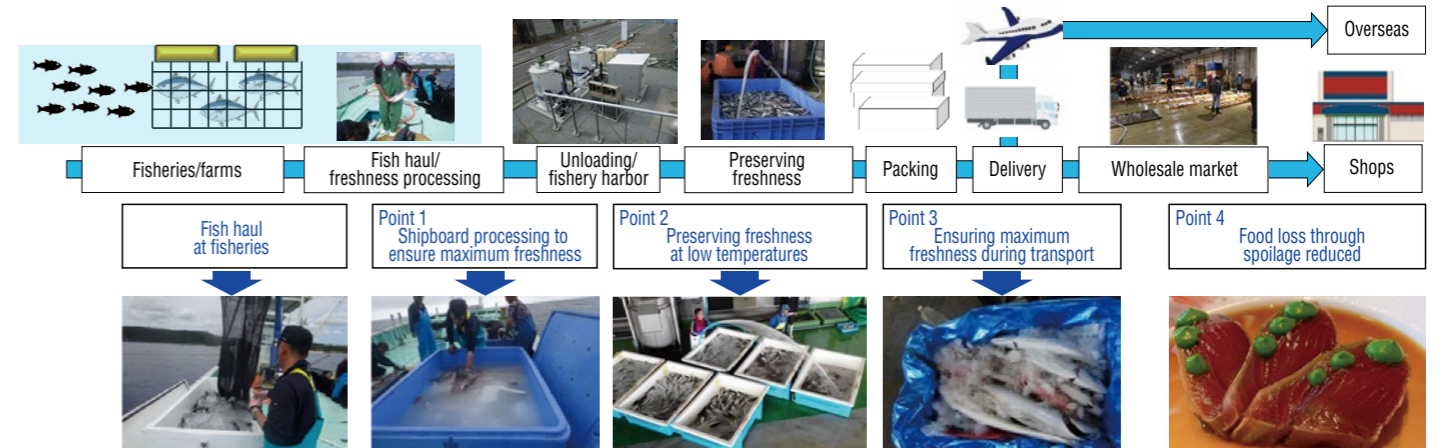 Overseas
Fisheries/farms
Fish haul/
freshness processing
Unloading/
fishery harbor
Preserving
freshness
Packing
Delivery
Wholesale market
Shops
Fish haul
at fisheries
Point 1
Shipboard processing to
ensure maximum freshness
Point 2
Preserving freshness
at low temperatures
Point 3
Ensuring maximum
freshness during transport
Point 4
Food loss through
spoilage reduced